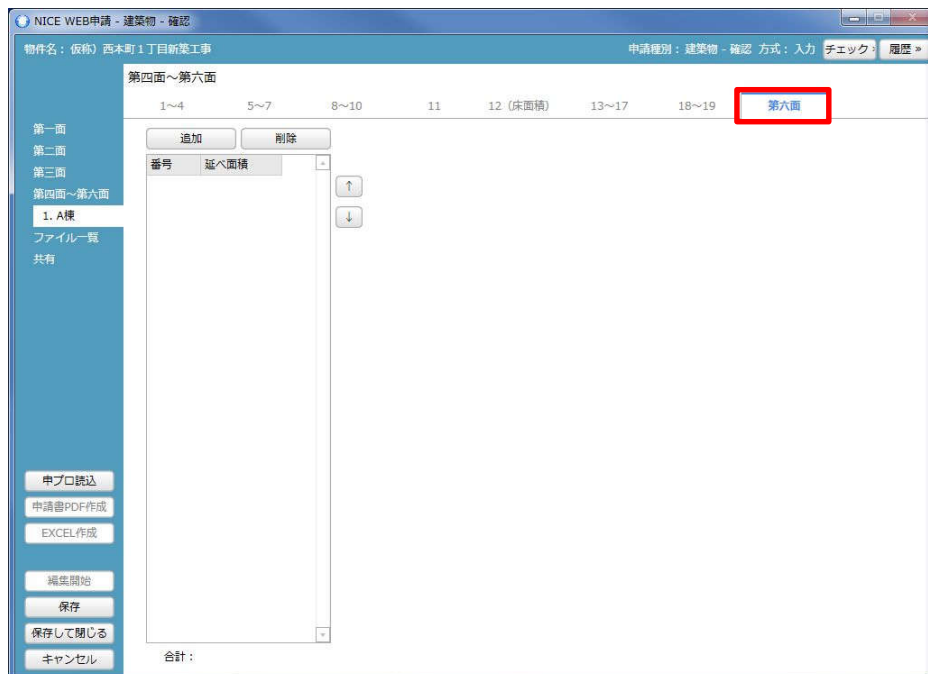 NICE WEB申請 - 建築物 - 確認
物件名： 仮称）西本町１丁目新築工事
申請種別： 建築物 - 確認 方式： 入力 チェック » 履歴 »
第四面～第六面
1～4 5～7 8～10 11 12（床面積） 13～17 18～19 第六面
第一面
第二面
第三面
第四面～第六面
1. A棟
ファイル一覧
共有
追加 削除
番号 延べ面積
↑
↓
申プロ読込
申請書PDF作成
EXCEL作成
編集開始
保存
保存して閉じる
キャンセル
合計：